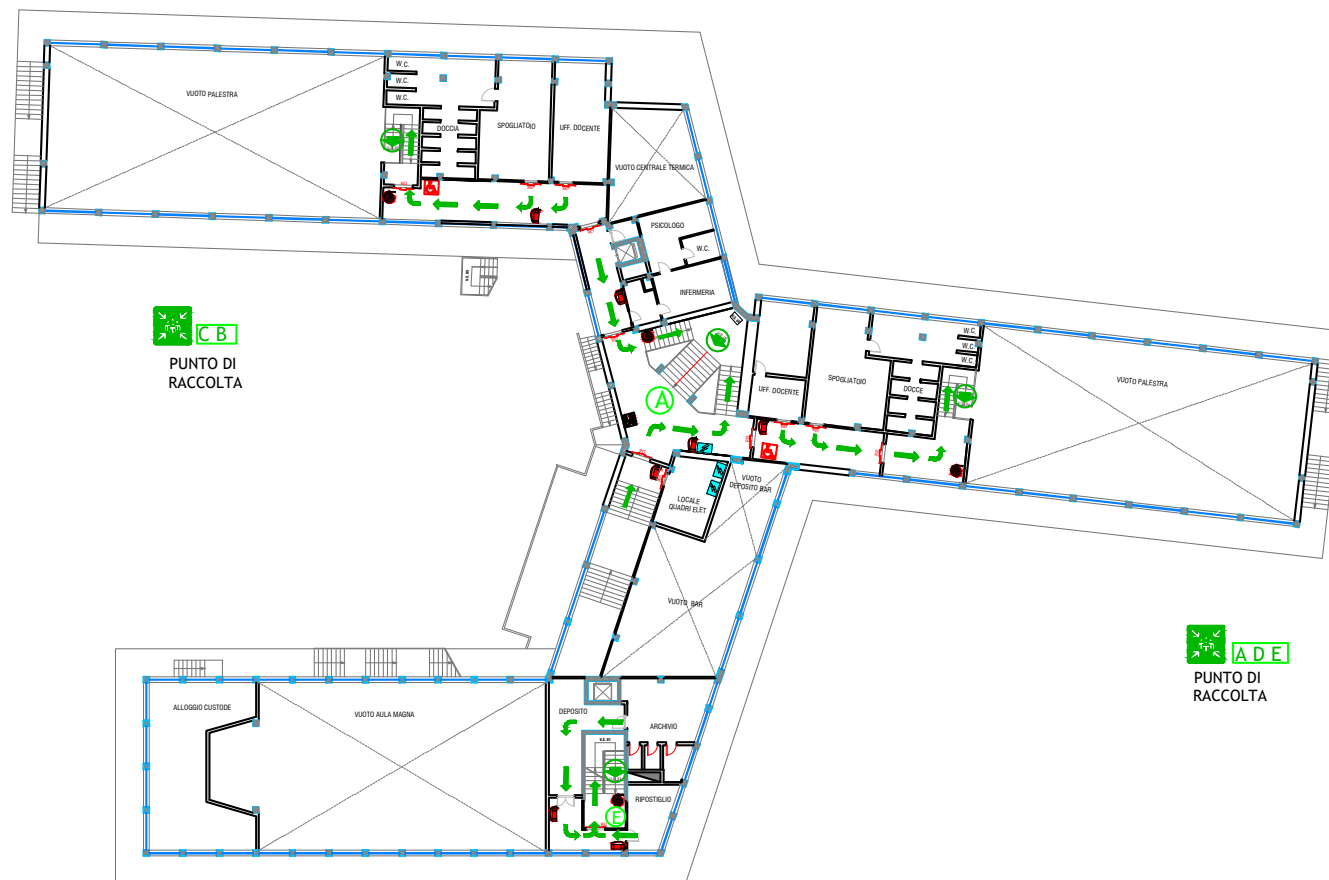 W.C.
W.C.
W.C.
VUOTO PALESTRA
DOCCIA
SPOGLIATOIO
UFF. DOCENTE
VUOTO CENTRALE TERMICA
PSICOLOGO
W.C.
INFERMERIA
C B
PUNTO DI
RACCOLTA
W.C.
W.C.
W.C.
VUOTO PALESTRA
UFF. DOCENTE
SPOGLIATOIO
DOCCE
A
VUOTO
DEPOSITO BAR
LOCALE
QUADRI ELET
VUOTO BAR
A D E
PUNTO DI
RACCOLTA
ALLOGGIO CUSTODE
VUOTO AULA MAGNA
DEPOSITO
ARCHIVIO
RIPOSTIGLIO
E